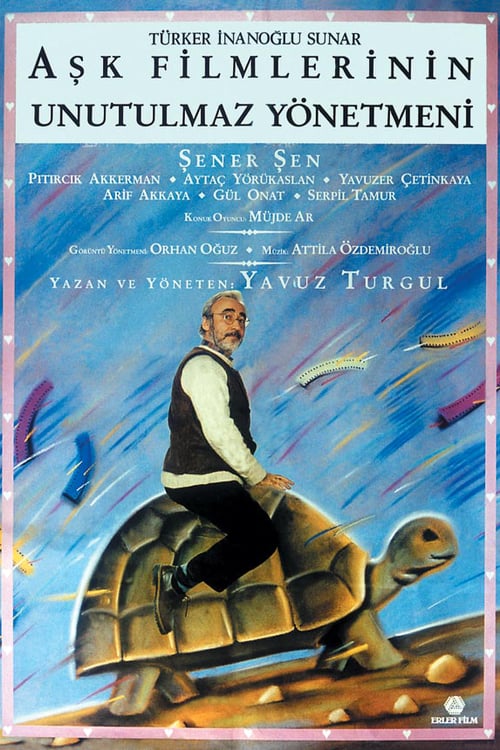 TÜRKER İNANOĞLU SUNAR
AŞK FİLMLERİNİN
UNUTULMAZ YÖNETMENİ
ŞENER ŞEN
PITIRCIK AKKERMAN • AYTAÇ YÖRÜKASLAN • YAVUZER ÇETİNKAYA
ARİF AKKAYA • GÜL ONAT • SERPİL TAMUR
KONUK OYUNCU: MÜJDE AR
GÖRÜNTÜ YÖNETMENİ: ORHAN OĞUZ • MÜZİK: ATTİLA ÖZDEMİROĞLU
YAZAN VE YÖNETEN: YAVUZ TURGUL
ERLER FİLM